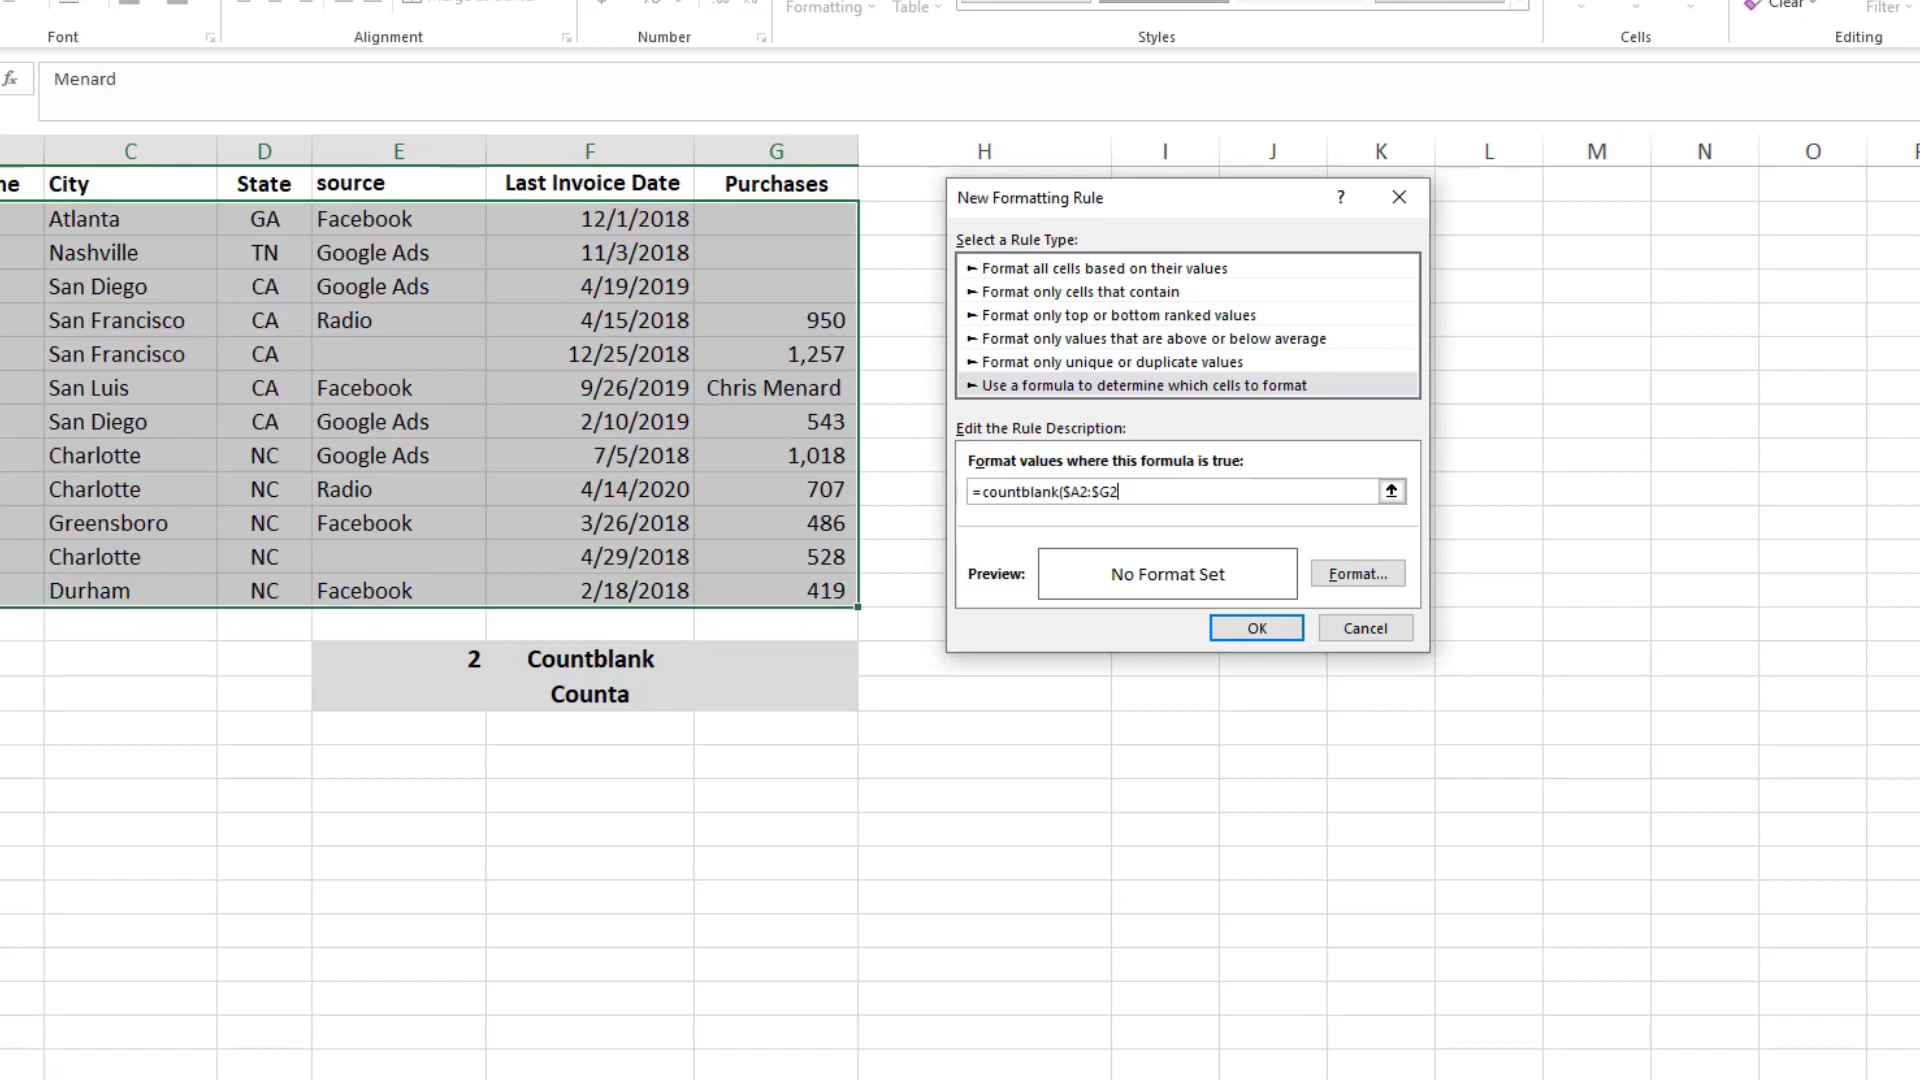 Formatting Table Clear Filter
Font Alignment Number Styles Cells Editing
fx Menard
C D E F G H I J K L M N O
ne City State source Last Invoice Date Purchases
Atlanta GA Facebook 12/1/2018
Nashville TN Google Ads 11/3/2018
San Diego CA Google Ads 4/19/2019
San Francisco CA Radio 4/15/2018 950
San Francisco CA 12/25/2018 1,257
San Luis CA Facebook 9/26/2019 Chris Menard
San Diego CA Google Ads 2/10/2019 543
Charlotte NC Google Ads 7/5/2018 1,018
Charlotte NC Radio 4/14/2020 707
Greensboro NC Facebook 3/26/2018 486
Charlotte NC 4/29/2018 528
Durham NC Facebook 2/18/2018 419
2 Countblank
Counta
New Formatting Rule ?
Select a Rule Type:
► Format all cells based on their values
► Format only cells that contain
► Format only top or bottom ranked values
► Format only values that are above or below average
► Format only unique or duplicate values
► Use a formula to determine which cells to format
Edit the Rule Description:
Format values where this formula is true:
=countblank($A2:$G2
Preview: No Format Set Format...
OK Cancel